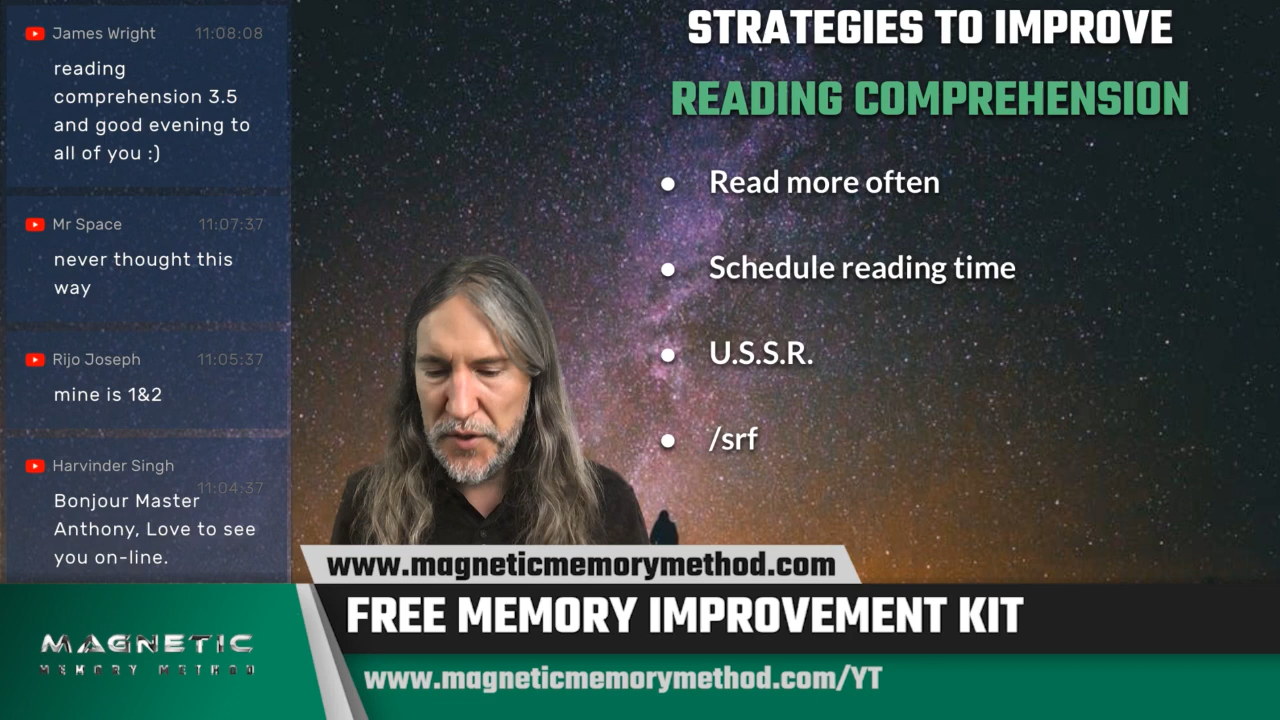 James Wright 11:08:08
reading
comprehension 3.5
and good evening to
all of you :)
Mr Space 11:07:37
never thought this
way
Rijo Joseph 11:05:37
mine is 1&2
Harvinder Singh
11:04:37
Bonjour Master
Anthony, Love to see
you on-line.
STRATEGIES TO IMPROVE
READING COMPREHENSION
● Read more often
● Schedule reading time
● U.S.S.R.
● /srf
www.magneticmemorymethod.com
FREE MEMORY IMPROVEMENT KIT
www.magneticmemorymethod.com/YT
MAGNETIC
MEMORY METHOD